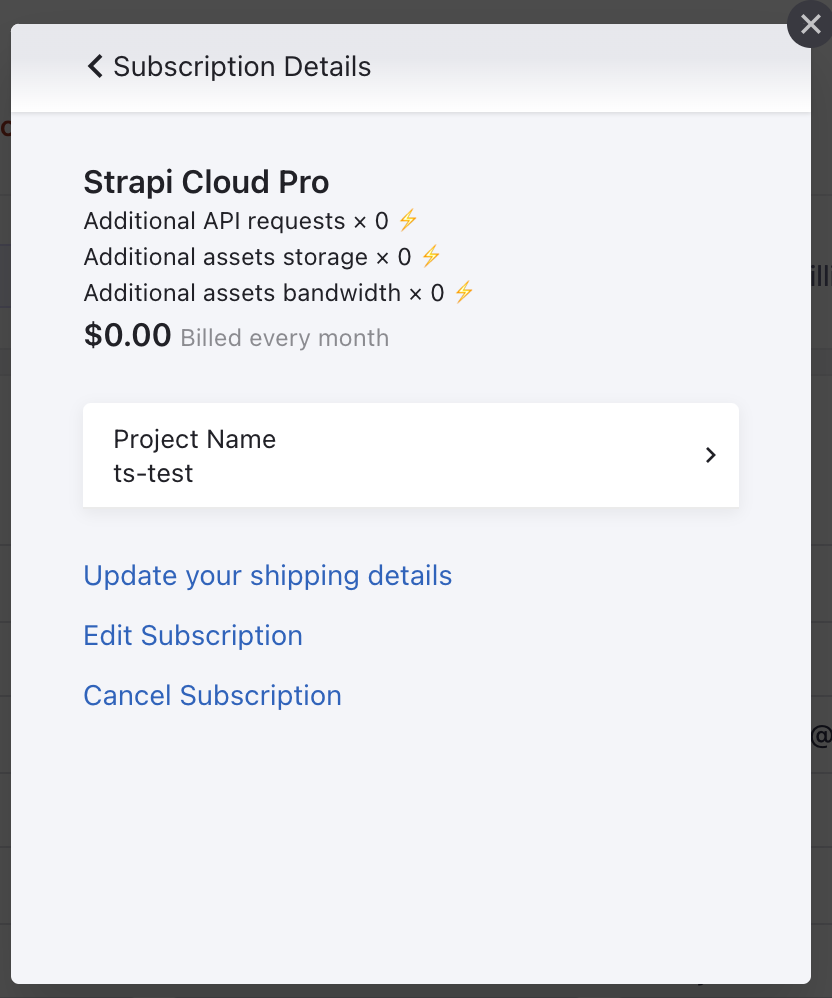 Subscription Details
Strapi Cloud Pro
Additional API requests × 0 ⚡
Additional assets storage × 0 ⚡
Additional assets bandwidth × 0 ⚡
$0.00 Billed every month
Project Name
ts-test
Update your shipping details
Edit Subscription
Cancel Subscription
@